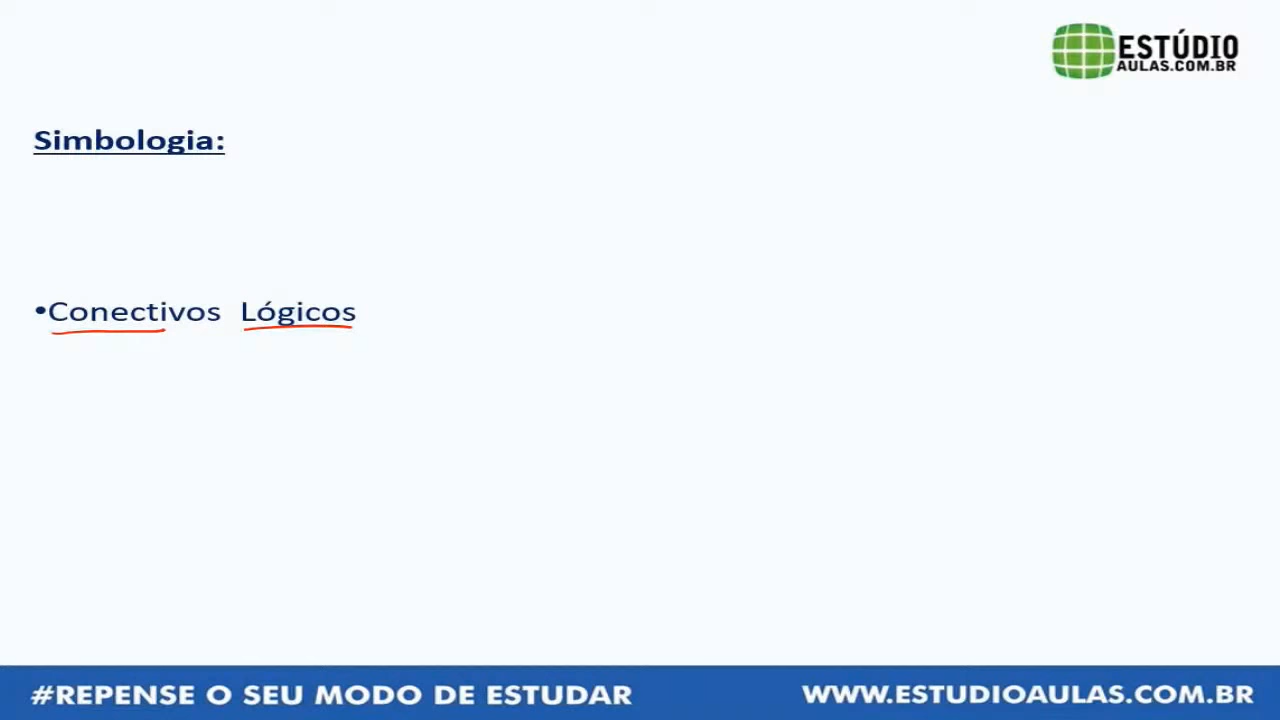 ESTÚDIO
AULAS.COM.BR
Simbologia:
•Conectivos Lógicos
#REPENSE O SEU MODO DE ESTUDAR
WWW.ESTUDIOAULAS.COM.BR